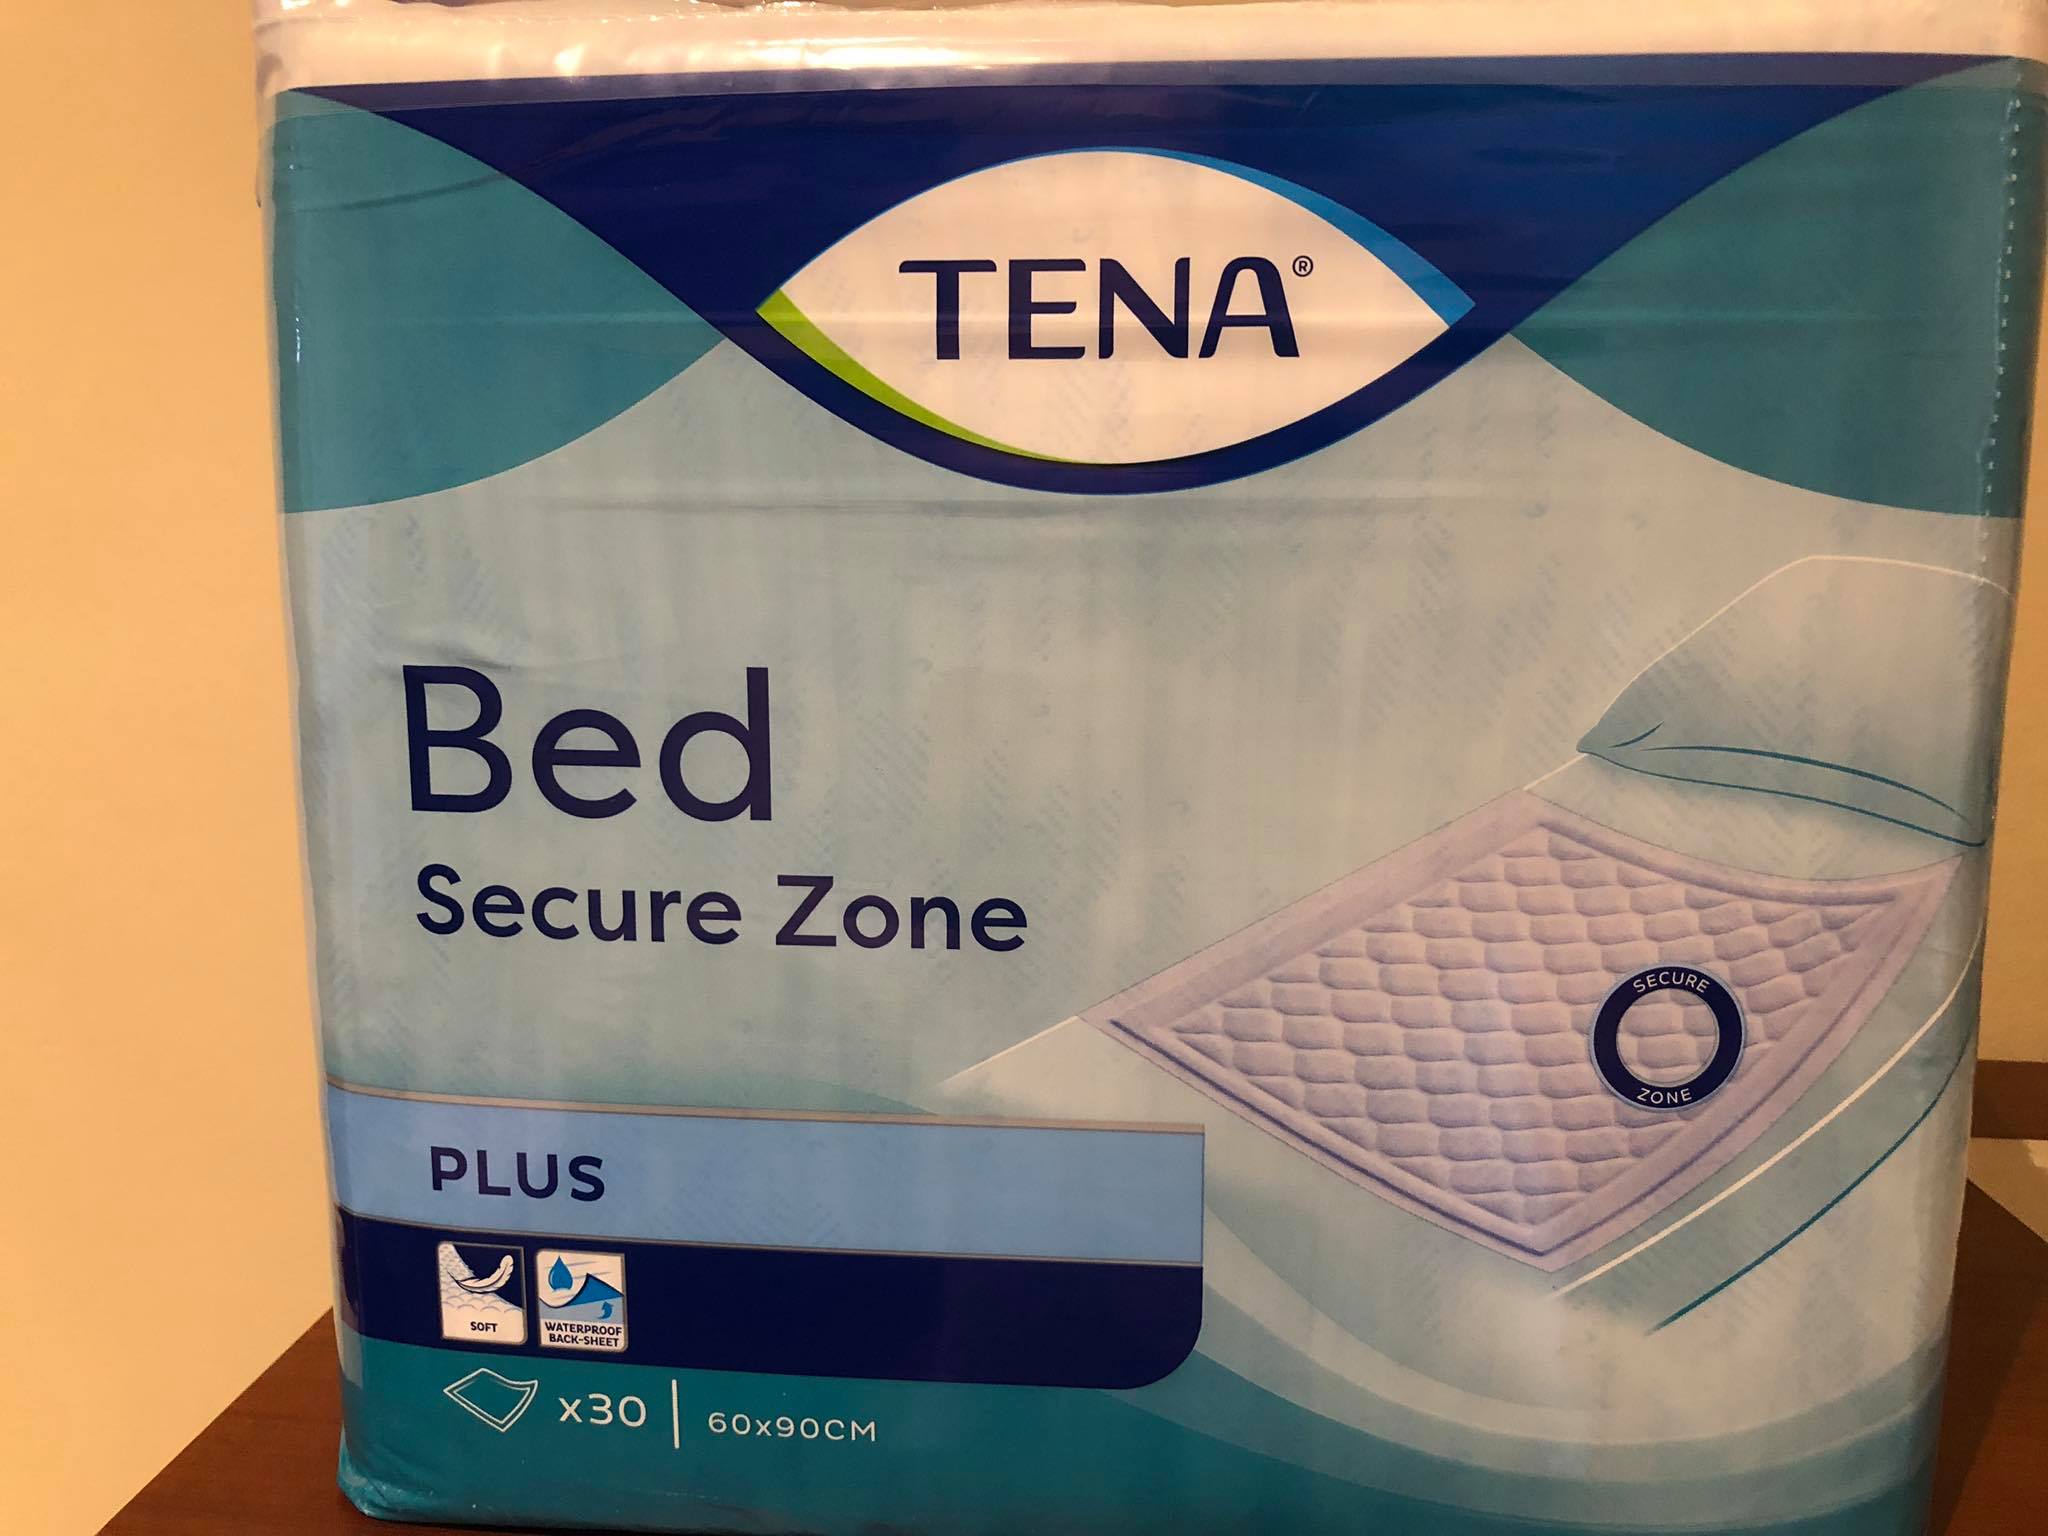 TENA®
Bed
Secure Zone
SECURE
ZONE
PLUS
SOFT
WATERPROOF
BACK-SHEET
x30 | 60x90CM